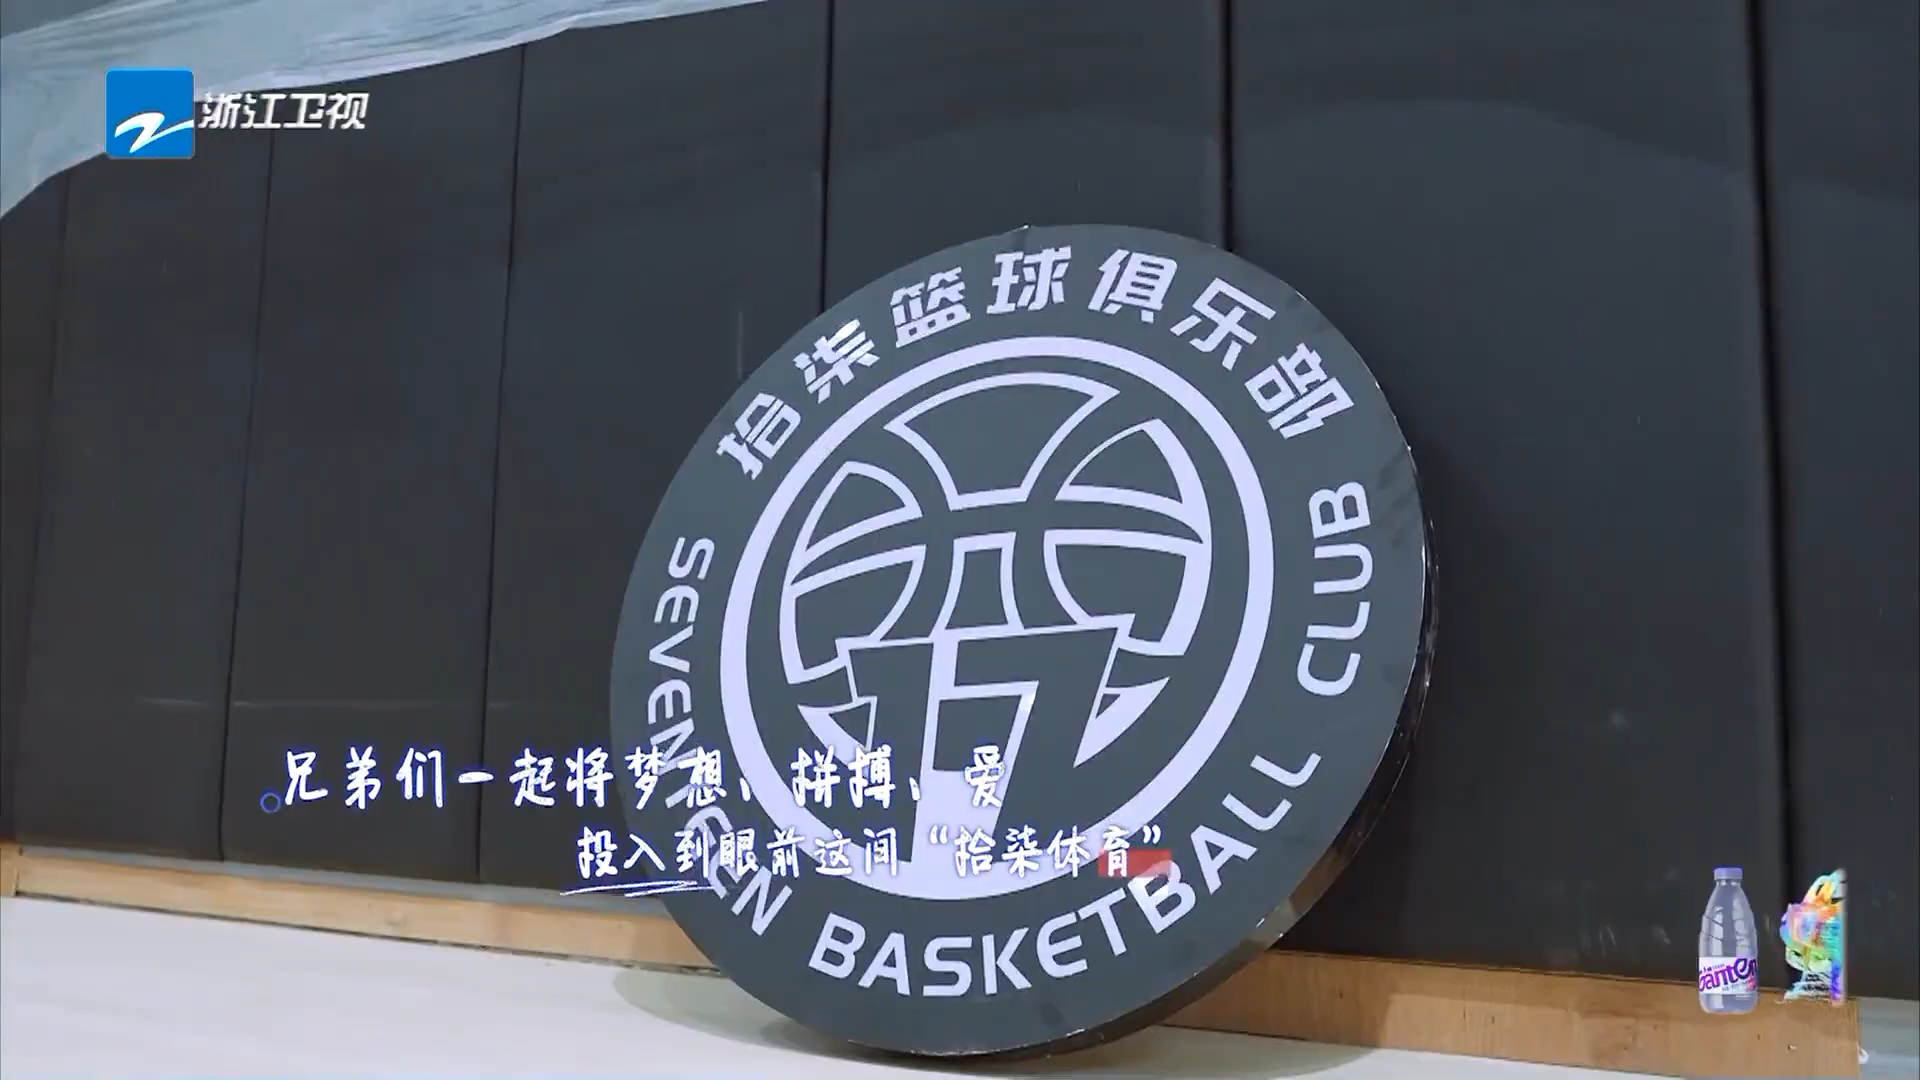 浙江卫视
拾柒篮球俱乐部
SEVENTEEN BASKETBALL CLUB
17
兄弟们一起将梦想、拼搏、爱
投入到眼前这间“拾柒体育”